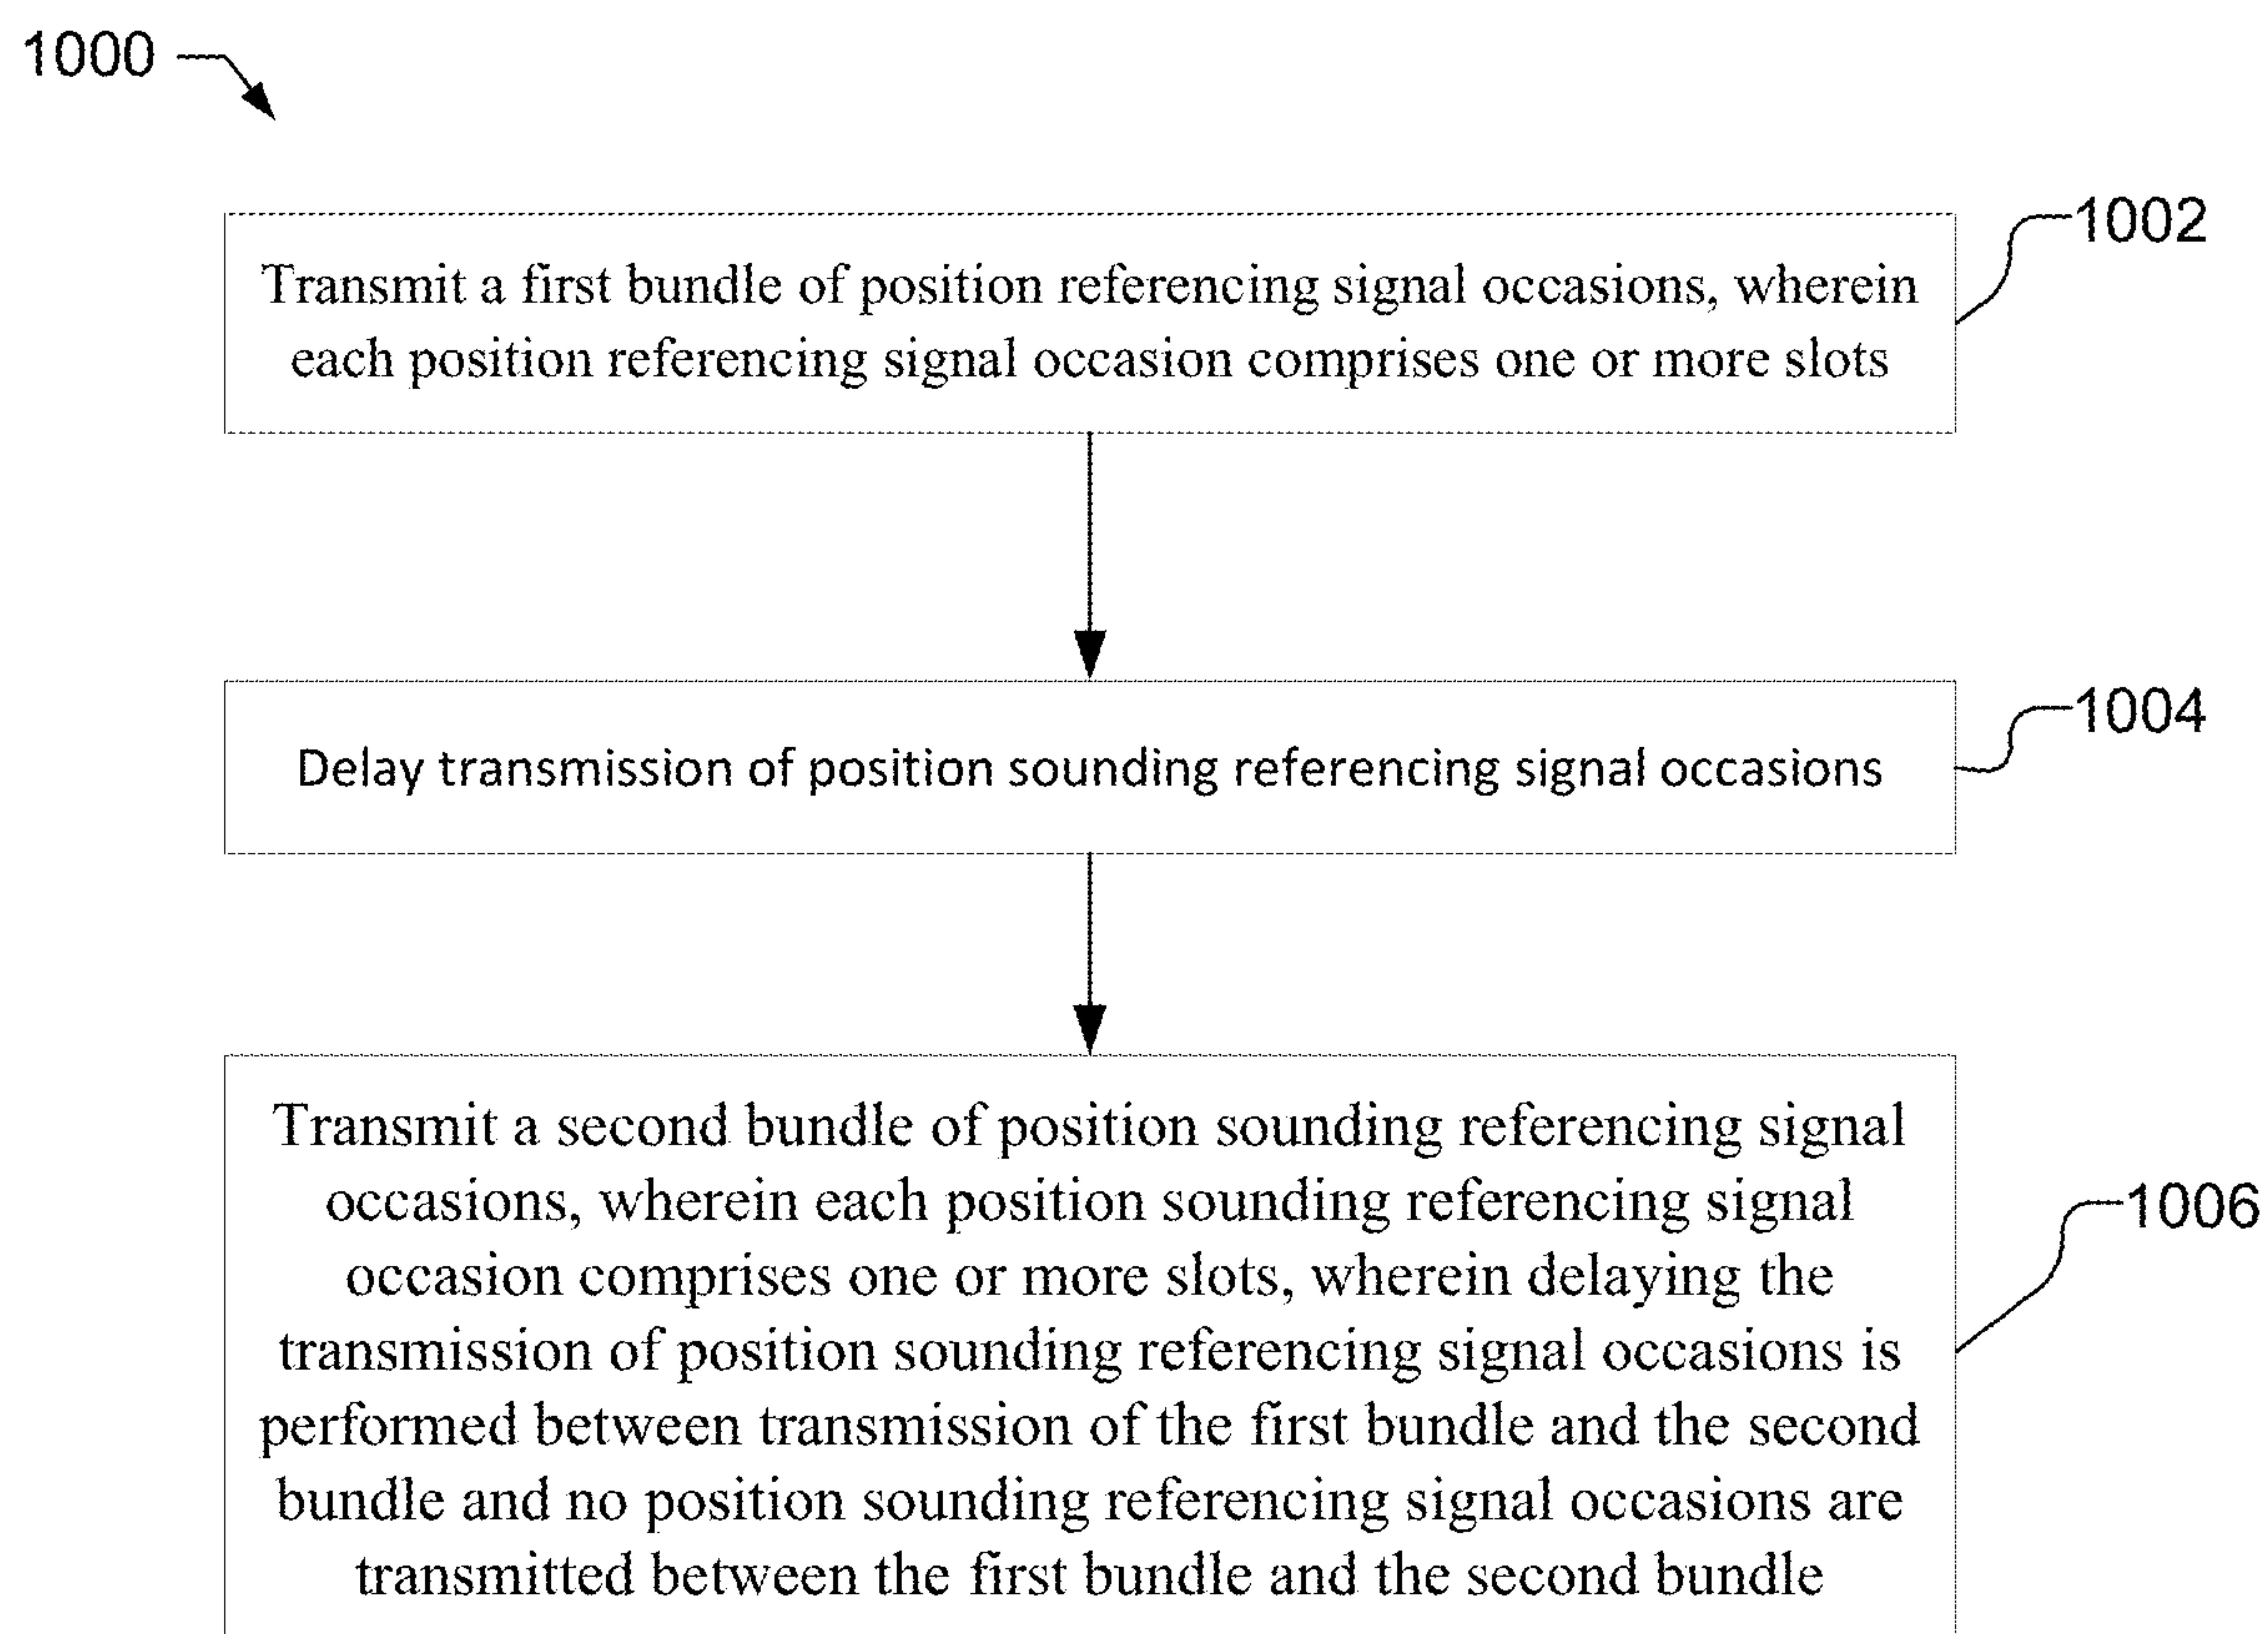 1000
1002
Transmit a first bundle of position referencing signal occasions, wherein
each position referencing signal occasion comprises one or more slots
1004
Delay transmission of position sounding referencing signal occasions
Transmit a second bundle of position sounding referencing signal
occasions, wherein each position sounding referencing signal
1006
occasion comprises one or more slots, wherein delaying the
transmission of position sounding referencing signal occasions is
performed between transmission of the first bundle and the second
bundle and no position sounding referencing signal occasions are
transmitted between the first bundle and the second bundle